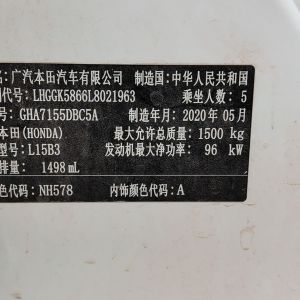 名:广汽本田汽车有限公司 制造国:中华人民共和国
代号:LHGGK5866L8021963 乘坐人数:5
号:GHA7155DBC5A 制造年月:2020年05月
本田(HONDA) 最大允许总质量:1500 kg
号:L15B3 发动机最大净功率:96 kW
排量:1498mL
色代码:NH578 内饰颜色代码:A